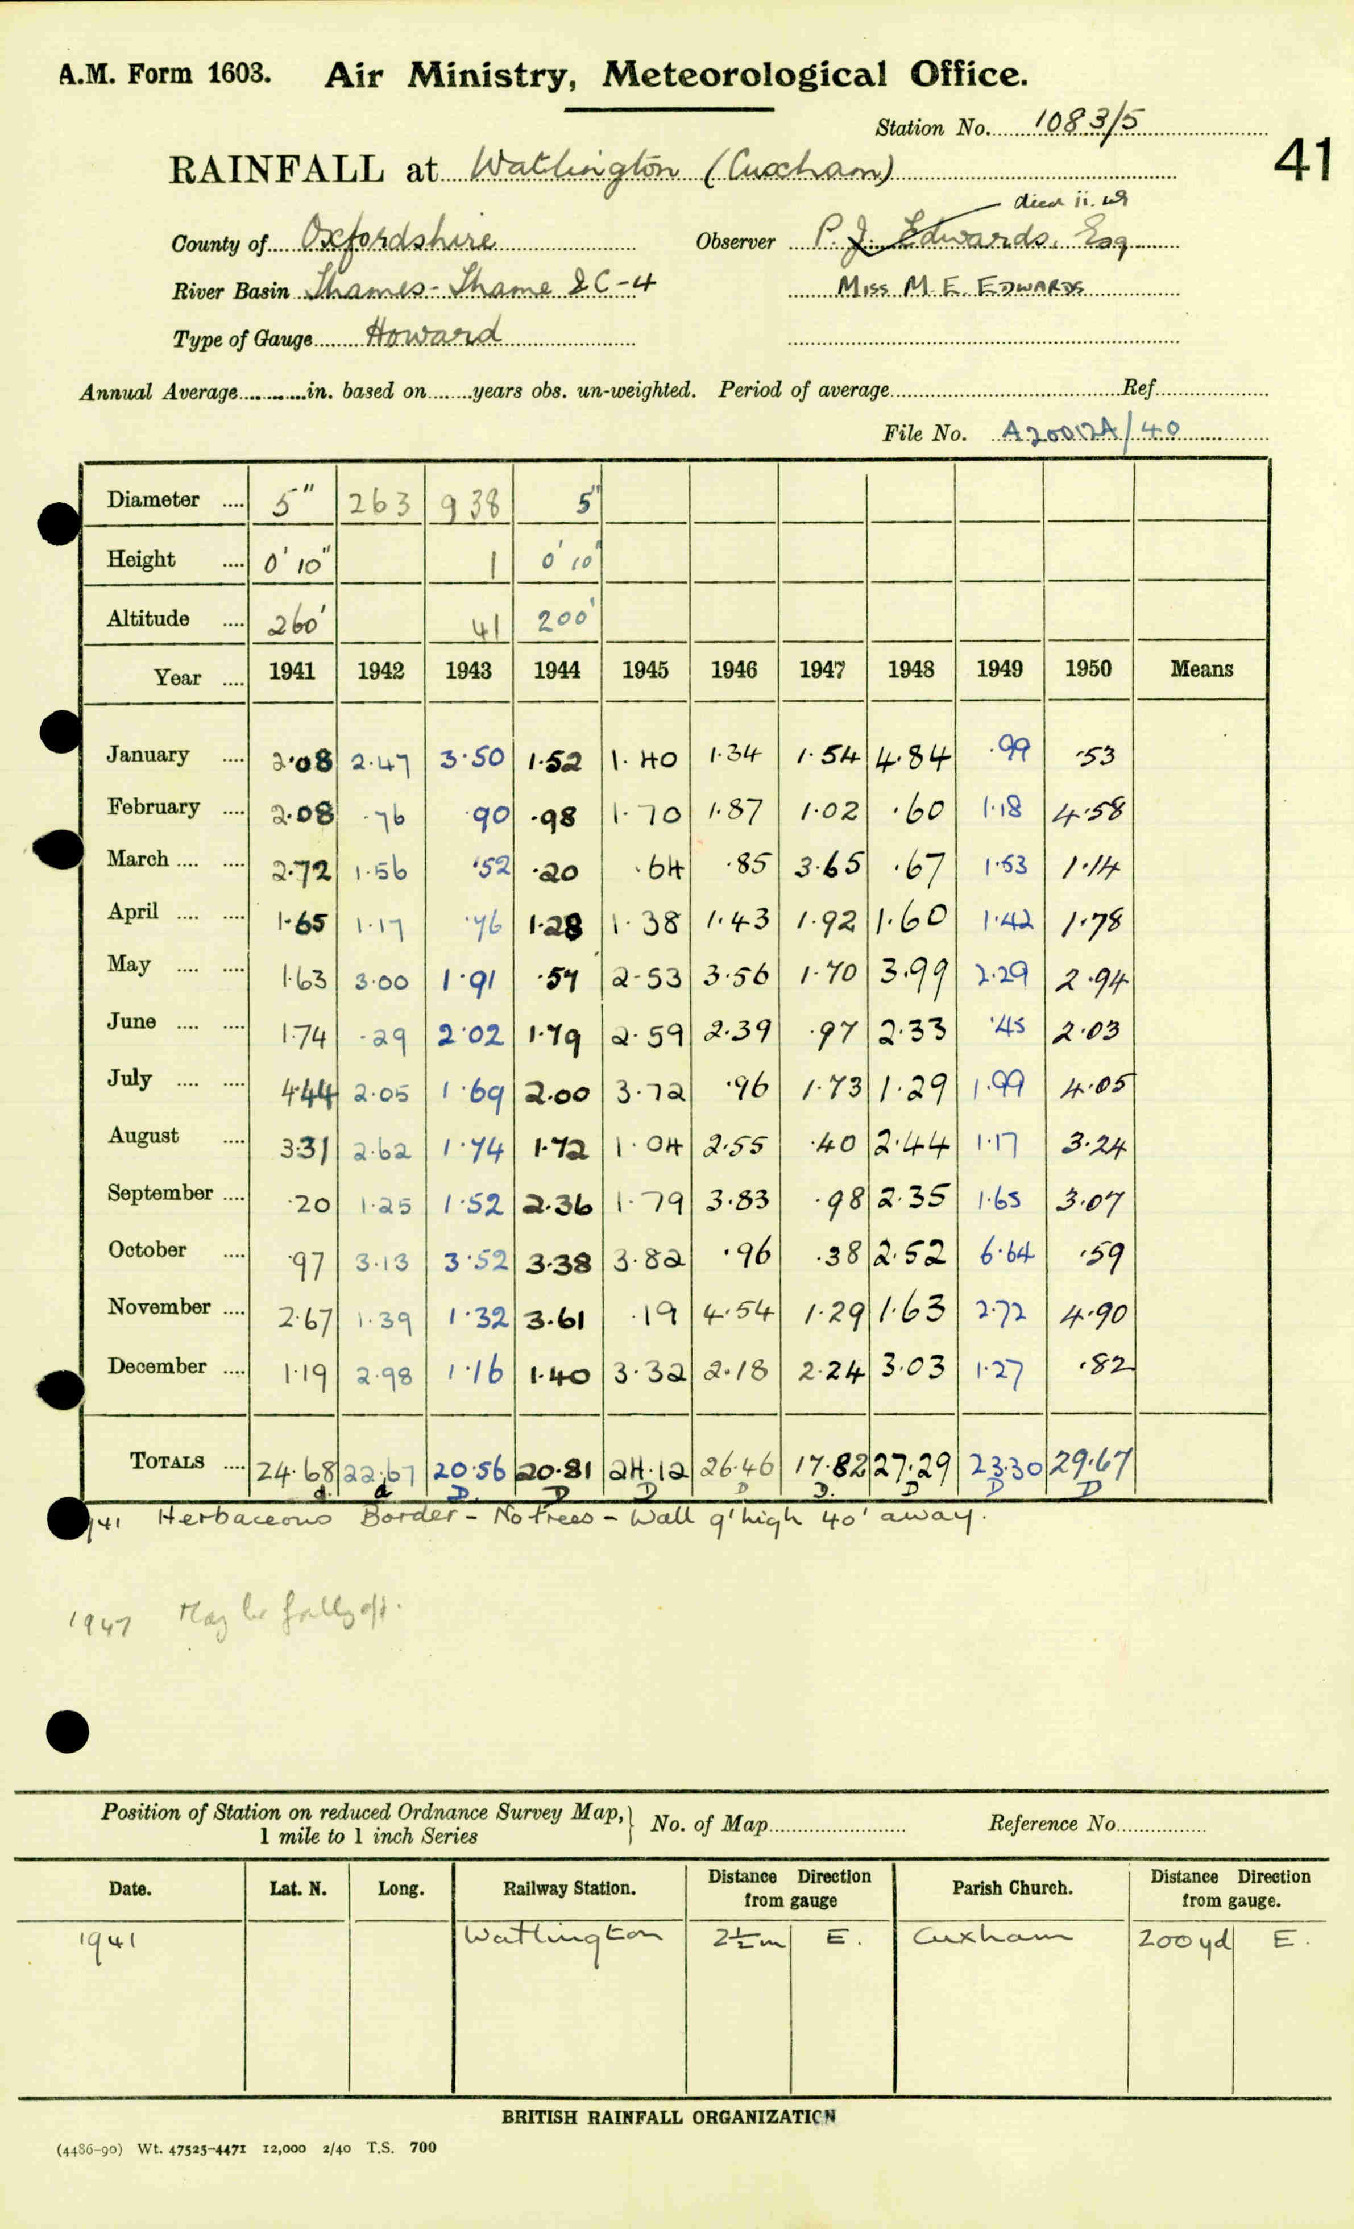 A.M. Form 1603. Air Ministry, Meteorological Office.
Station No. 1083/5
41
RAINFALL at Watlington (Cuxham)
died 11.48
County of Oxfordshire Observer P. J. Edwards. Esq
River Basin Thames - Thame 2C-4 MISS M. E. EDWARDS
Type of Gauge Howard
Annual Average in. based on years obs. un-weighted. Period of average Ref.
File No. /40
Diameter .... 5" 263 938 5"
Height .... 0' 10" 1 0' 10"
Altitude .... 260' 41 200'
Year .... 1941 1942 1943 1944 1945 1946 1947 1948 1949 1950 Means
January .... 2.08 2.47 3.50 1.52 1.40 1.34 1.54 4.84 .99 .53
February .... 2.08 .76 .90 .98 1.70 1.87 1.02 .60 1.18 4.58
March .... .... 2.72 1.56 .52 .20 .64 .85 3.65 .67 1.53 1.14
April .... .... 1.65 1.17 .76 1.28 1.38 1.43 1.92 1.60 1.42 1.78
May .... .... 1.63 3.00 1.91 .57 2.53 3.56 1.70 3.99 2.29 2.94
June .... .... 1.74 .29 2.02 1.79 2.59 2.39 .97 2.33 .45 2.03
July .... .... 4.44 2.05 1.69 2.00 3.72 .96 1.73 1.29 1.99 4.05
August .... 3.31 2.62 1.74 1.72 1.04 2.55 .40 2.44 1.17 3.24
September .... .20 1.25 1.52 2.36 1.79 3.83 .98 2.35 1.65 3.07
October .... .97 3.13 3.52 3.38 3.82 .96 .38 2.52 6.64 .59
November .... 2.67 1.39 1.32 3.61 .19 4.54 1.29 1.63 2.72 4.90
December .... 1.19 2.98 1.16 1.40 3.32 2.18 2.24 3.03 1.27 .82
TOTALS .... 24.68 22.67 20.56 20.81 24.12 26.46 17.82 27.29 23.30 29.67
d. d D. D D D D. D D D
941 Herbaceous Border - No trees - Wall 9' high 40' away.
1947 May be
Position of Station on reduced Ordnance Survey Map, No. of Map Reference No.
1 mile to 1 inch Series
Date. Lat. N. Long. Railway Station. Distance Direction from gauge Parish Church. Distance Direction from gauge.
1941 Watlington 2½m E. Cuxham 200 yd E.
BRITISH RAINFALL ORGANIZATION
(4486-90) Wt. 47525-4471 12,000 2/40 T.S. 700